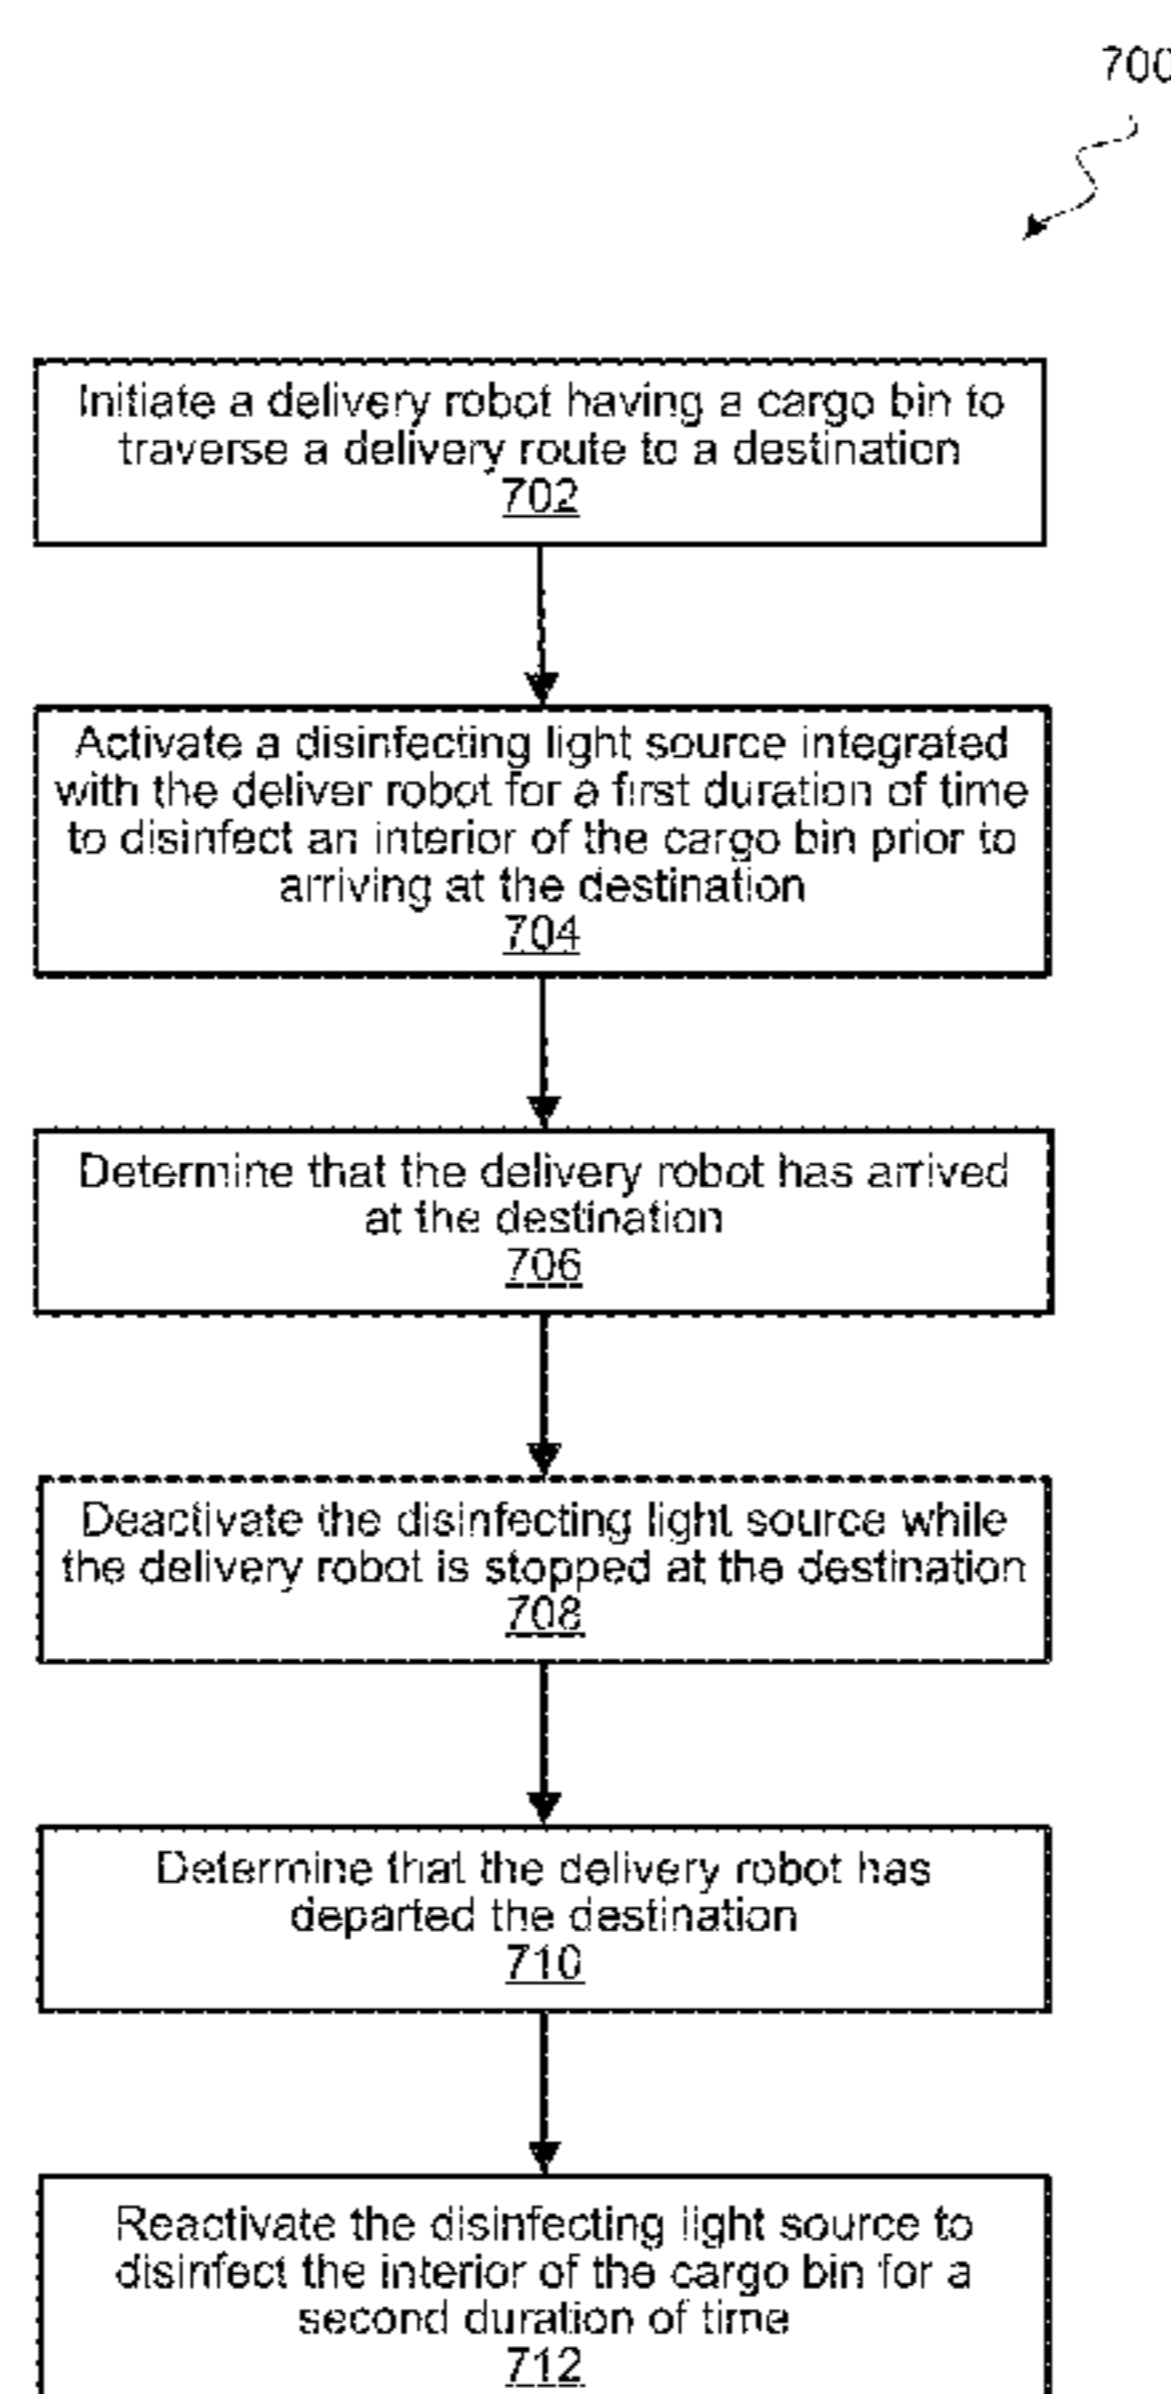 700
Initiate a delivery robot having a cargo bin to
traverse a delivery route to a destination
702
Activate a disinfecting light source integrated
with the deliver robot for a first duration of time
to disinfect an interior of the cargo bin prior to
arriving at the destination
704
Determine that the delivery robot has arrived
at the destination
706
Deactivate the disinfecting light source while
the delivery robot is stopped at the destination
708
Determine that the delivery robot has
departed the destination
710
Reactivate the disinfecting light source to
disinfect the interior of the cargo bin for a
second duration of time
712